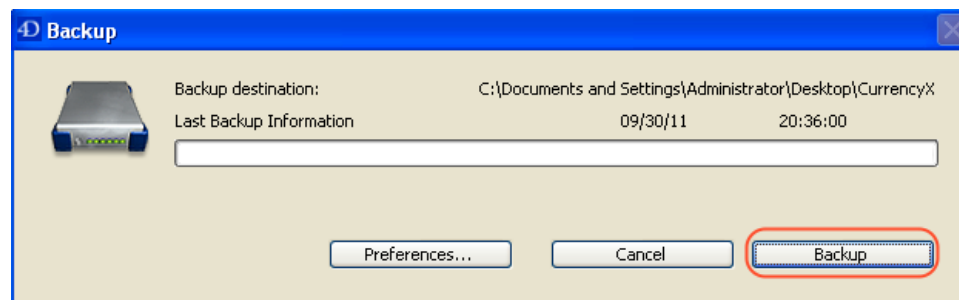 4D Backup
Backup destination: C:\Documents and Settings\Administrator\Desktop\CurrencyX
Last Backup Information 09/30/11 20:36:00
Preferences... Cancel Backup